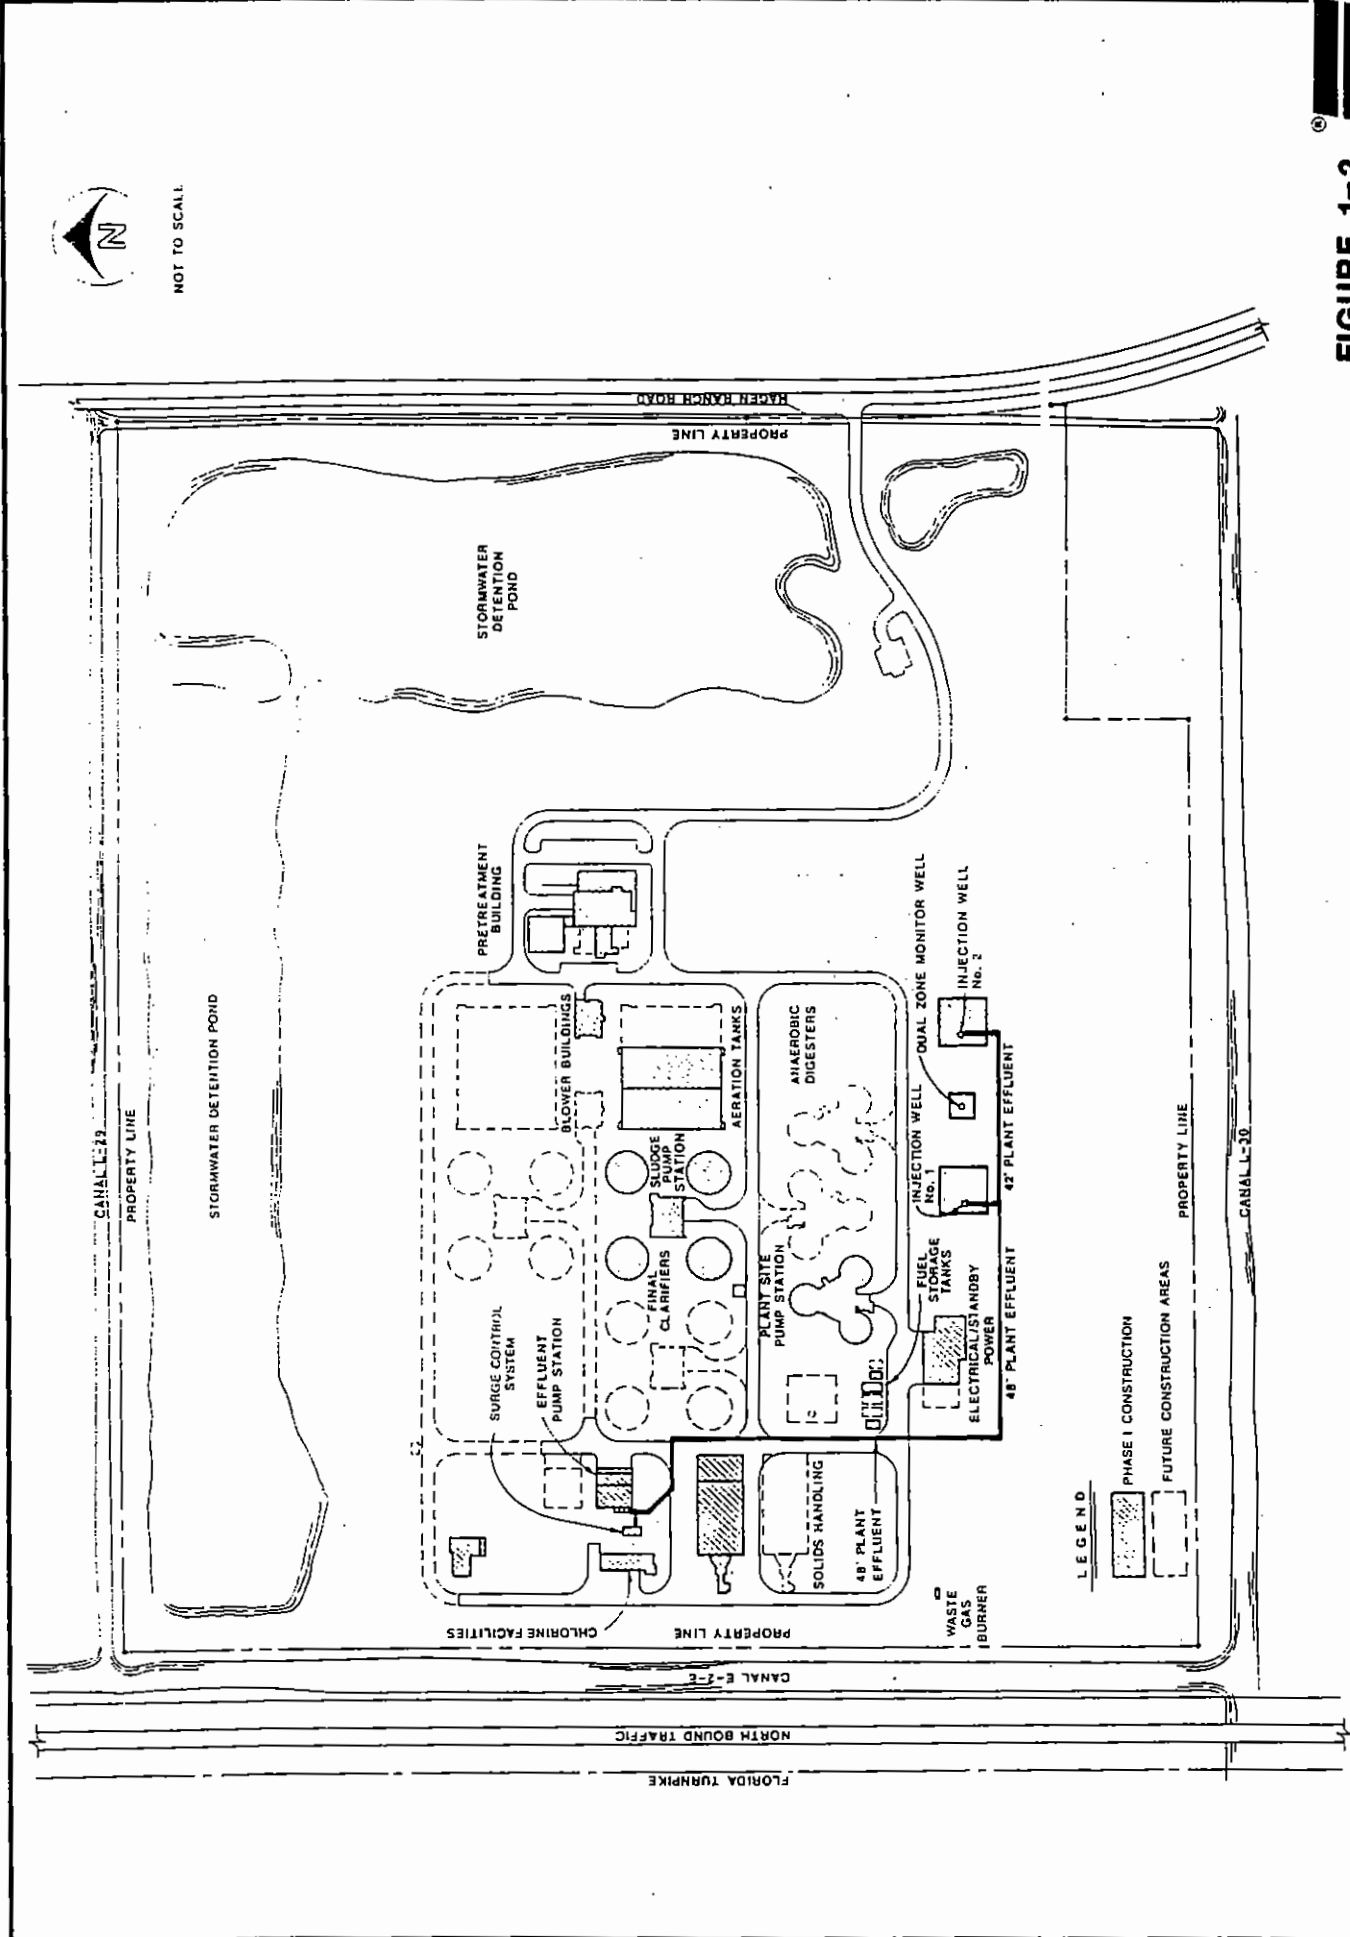 NOT TO SCALE
N
CANAL L-29
PROPERTY LINE
STORMWATER DETENTION POND
STORMWATER
DETENTION
POND
HAGEN RANCH ROAD
PROPERTY LINE
PRETREATMENT
BUILDING
BLOWER BUILDINGS
SURGE CONTROL
SYSTEM
EFFLUENT
PUMP STATION
SLUDGE
PUMP
STATION
FINAL
CLARIFIERS
AERATION TANKS
CHLORINE FACILITIES
PROPERTY LINE
PLANT SITE
PUMP STATION
ANAEROBIC
DIGESTERS
SOLIDS HANDLING
48" PLANT
EFFLUENT
FUEL
STORAGE
TANKS
INJECTION WELL
No. 1
DUAL ZONE MONITOR WELL
INJECTION WELL
No. 2
ELECTRICAL/STANDBY
POWER
48" PLANT EFFLUENT
42" PLANT EFFLUENT
WASTE
GAS
BURNER
CANAL E-2-E
NORTH BOUND TRAFFIC
FLORIDA TURNPIKE
LEGEND
PHASE I CONSTRUCTION
FUTURE CONSTRUCTION AREAS
PROPERTY LINE
CANAL L-30
®
FIGURE 1-2